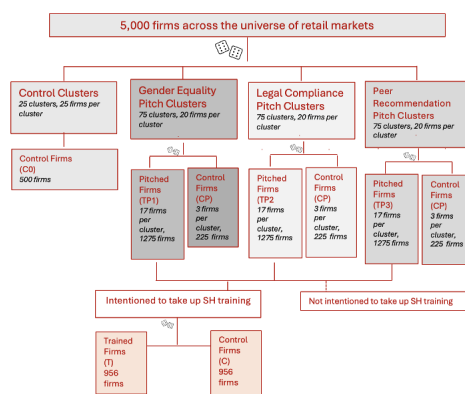 5,000 firms across the universe of retail markets
Control Clusters
25 clusters, 25 firms per
cluster
Gender Equality
Pitch Clusters
75 clusters, 20 firms per
cluster
Legal Compliance
Pitch Clusters
75 clusters, 20 firms per
cluster
Peer
Recommendation
Pitch Clusters
75 clusters, 20 firms per
cluster
Control Firms
(C0)
500 firms
Pitched
Firms
(TP1)
17 firms
per
cluster,
1275 firms
Control
Firms
(CP)
3 firms
per
cluster,
225 firms
Pitched
Firms
(TP2)
17 firms
per
cluster,
1275 firms
Control
Firms
(CP)
3 firms
per
cluster,
225 firms
Pitched
Firms
(TP3)
17 firms
per
cluster,
1275 firms
Control
Firms
(CP)
3 firms
per
cluster,
225 firms
Intentioned to take up SH training
Not intentioned to take up SH training
Trained
Firms
(T)
956
firms
Control
Firms
(C)
956
firms